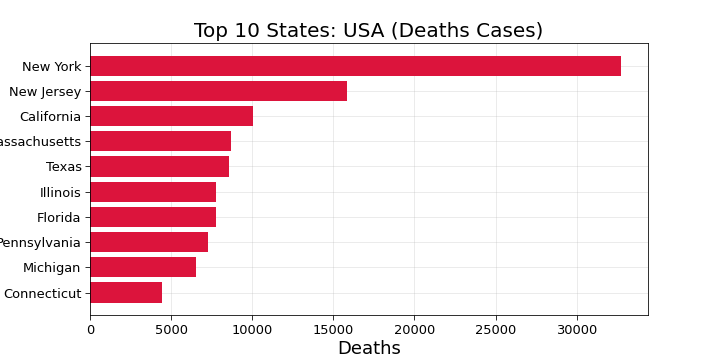 Top 10 States: USA (Deaths Cases)
New York
New Jersey
California
assachusetts
Texas
Illinois
Florida
Pennsylvania
Michigan
Connecticut
0 5000 10000 15000 20000 25000 30000
Deaths